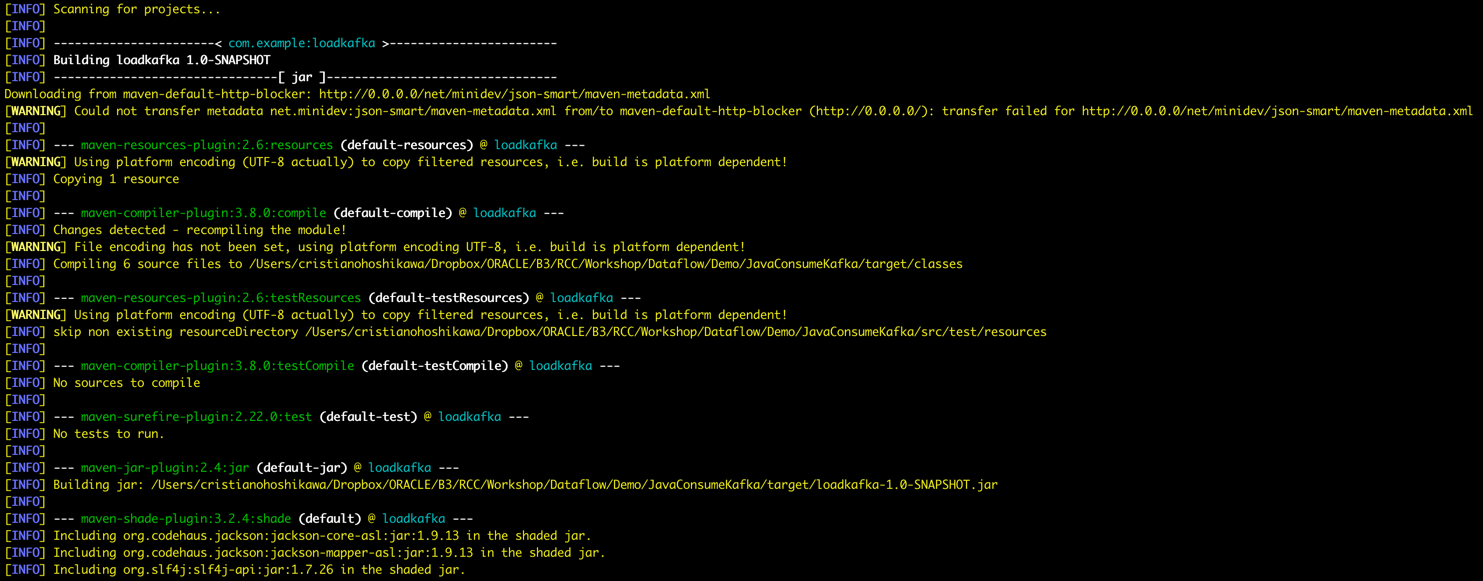 [INFO] Scanning for projects...
[INFO]
[INFO] -----------------------< com.example:loadkafka >------------------------
[INFO] Building loadkafka 1.0-SNAPSHOT
[INFO] --------------------------------[ jar ]---------------------------------
Downloading from maven-default-http-blocker: http://0.0.0.0/net/minidev/json-smart/maven-metadata.xml
[WARNING] Could not transfer metadata net.minidev:json-smart/maven-metadata.xml from/to maven-default-http-blocker (http://0.0.0.0/): transfer failed for http://0.0.0.0/net/minidev/json-smart/maven-metadata.xml
[INFO]
[INFO] --- maven-resources-plugin:2.6:resources (default-resources) @ loadkafka ---
[WARNING] Using platform encoding (UTF-8 actually) to copy filtered resources, i.e. build is platform dependent!
[INFO] Copying 1 resource
[INFO]
[INFO] --- maven-compiler-plugin:3.8.0:compile (default-compile) @ loadkafka ---
[INFO] Changes detected - recompiling the module!
[WARNING] File encoding has not been set, using platform encoding UTF-8, i.e. build is platform dependent!
[INFO] Compiling 6 source files to /Users/cristianohoshikawa/Dropbox/ORACLE/B3/RCC/Workshop/Dataflow/Demo/JavaConsumeKafka/target/classes
[INFO]
[INFO] --- maven-resources-plugin:2.6:testResources (default-testResources) @ loadkafka ---
[WARNING] Using platform encoding (UTF-8 actually) to copy filtered resources, i.e. build is platform dependent!
[INFO] skip non existing resourceDirectory /Users/cristianohoshikawa/Dropbox/ORACLE/B3/RCC/Workshop/Dataflow/Demo/JavaConsumeKafka/src/test/resources
[INFO]
[INFO] --- maven-compiler-plugin:3.8.0:testCompile (default-testCompile) @ loadkafka ---
[INFO] No sources to compile
[INFO]
[INFO] --- maven-surefire-plugin:2.22.0:test (default-test) @ loadkafka ---
[INFO] No tests to run.
[INFO]
[INFO] --- maven-jar-plugin:2.4:jar (default-jar) @ loadkafka ---
[INFO] Building jar: /Users/cristianohoshikawa/Dropbox/ORACLE/B3/RCC/Workshop/Dataflow/Demo/JavaConsumeKafka/target/loadkafka-1.0-SNAPSHOT.jar
[INFO]
[INFO] --- maven-shade-plugin:3.2.4:shade (default) @ loadkafka ---
[INFO] Including org.codehaus.jackson:jackson-core-asl:jar:1.9.13 in the shaded jar.
[INFO] Including org.codehaus.jackson:jackson-mapper-asl:jar:1.9.13 in the shaded jar.
[INFO] Including org.slf4j:slf4j-api:jar:1.7.26 in the shaded jar.